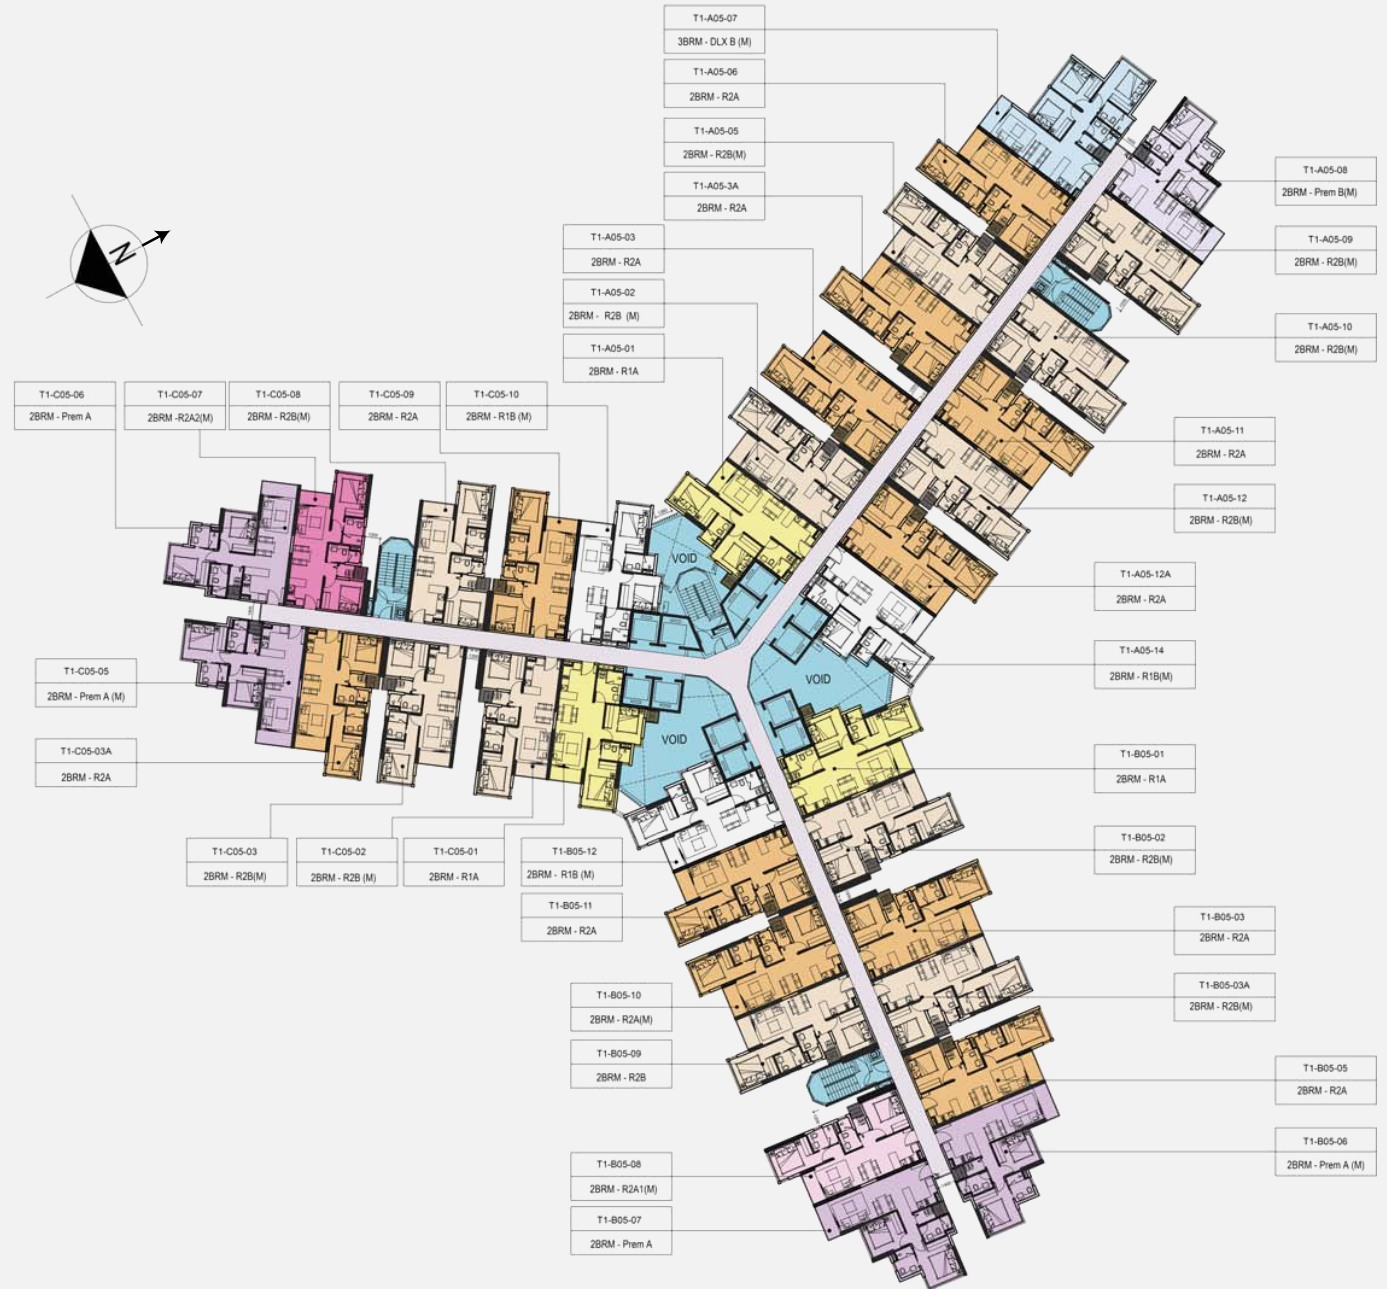 T1-A05-07
3BRM - DLX B (M)
T1-A05-06
2BRM - R2A
T1-A05-05
2BRM - R2B(M)
T1-A05-3A
2BRM - R2A
T1-A05-03
2BRM - R2A
T1-A05-02
2BRM - R2B (M)
T1-A05-01
2BRM - R1A
T1-A05-08
2BRM - Prem B(M)
T1-A05-09
2BRM - R2B(M)
T1-A05-10
2BRM - R2B(M)
T1-A05-11
2BRM - R2A
T1-A05-12
2BRM - R2B(M)
T1-A05-12A
2BRM - R2A
T1-A05-14
2BRM - R1B(M)
N
T1-C05-06
2BRM - Prem A
T1-C05-07
2BRM -R2A2(M)
T1-C05-08
2BRM - R2B(M)
T1-C05-09
2BRM - R2A
T1-C05-10
2BRM - R1B (M)
VOID
VOID
VOID
T1-C05-05
2BRM - Prem A (M)
T1-C05-03A
2BRM - R2A
T1-C05-03
2BRM - R2B(M)
T1-C05-02
2BRM - R2B (M)
T1-C05-01
2BRM - R1A
T1-B05-12
2BRM - R1B (M)
T1-B05-11
2BRM - R2A
T1-B05-10
2BRM - R2A(M)
T1-B05-09
2BRM - R2B
T1-B05-08
2BRM - R2A1(M)
T1-B05-07
2BRM - Prem A
T1-B05-01
2BRM - R1A
T1-B05-02
2BRM - R2B(M)
T1-B05-03
2BRM - R2A
T1-B05-03A
2BRM - R2B(M)
T1-B05-05
2BRM - R2A
T1-B05-06
2BRM - Prem A (M)